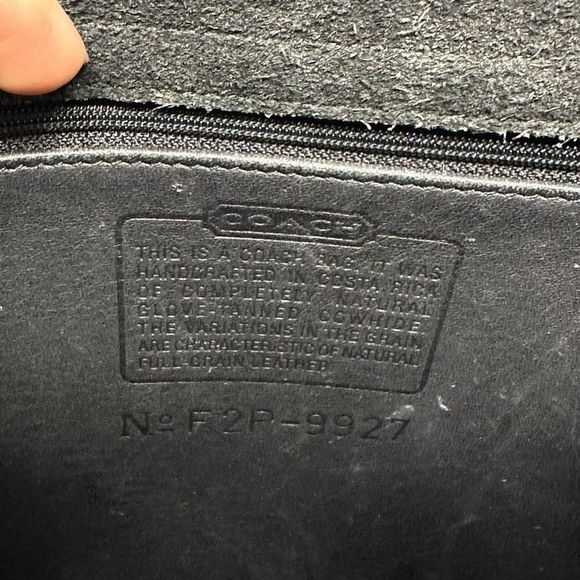 COACH
THIS IS A COACH BAG. IT WAS
HANDCRAFTED IN COSTA RICA
OF COMPLETELY NATURAL
GLOVE-TANNED COWHIDE.
THE VARIATIONS IN THE GRAIN
ARE CHARACTERISTIC OF NATURAL
FULL-GRAIN LEATHER.
Nº F2P-9927